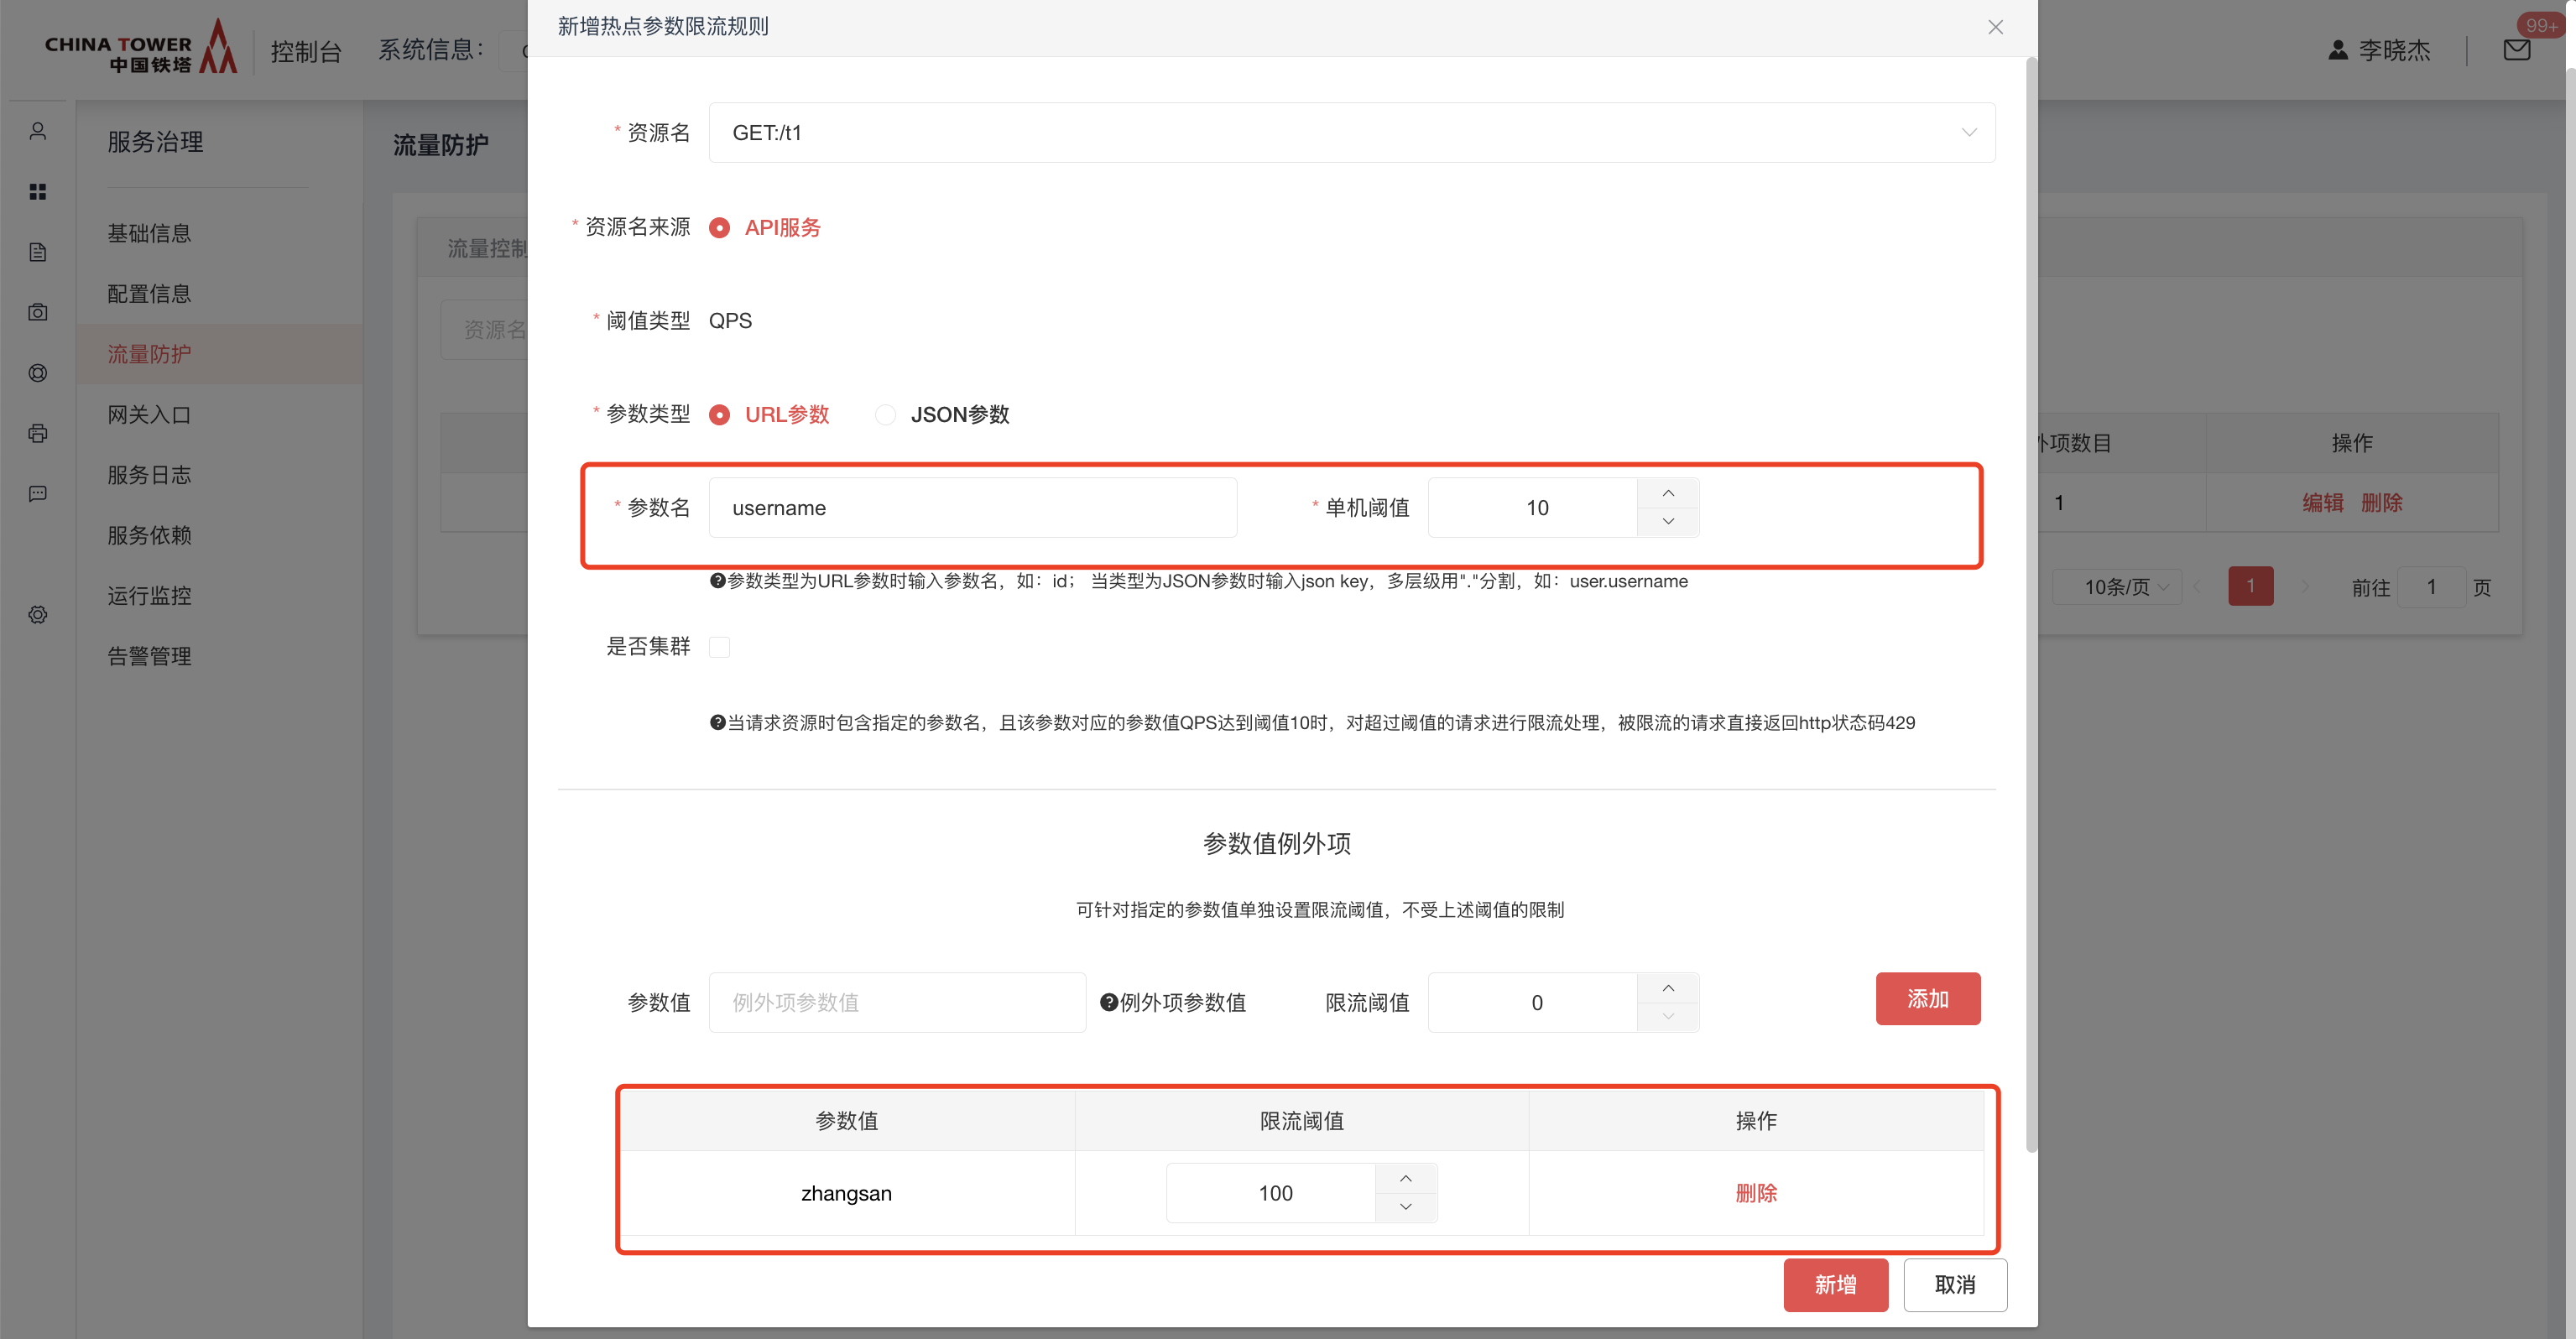 新增热点参数限流规则
CHINA TOWER
中国铁塔
控制台
系统信息：
李晓杰
99+
服务治理
基础信息
配置信息
流量防护
网关入口
服务日志
服务依赖
运行监控
告警管理
流量防护
流量控制
资源名
* 资源名 GET:/t1
* 资源名来源 API服务
* 阈值类型 QPS
* 参数类型 URL参数 JSON参数
* 参数名 username * 单机阈值 10
?参数类型为URL参数时输入参数名，如：id； 当类型为JSON参数时输入json key，多层级用"."分割，如：user.username
是否集群
?当请求资源时包含指定的参数名，且该参数对应的参数值QPS达到阈值10时，对超过阈值的请求进行限流处理，被限流的请求直接返回http状态码429
参数值例外项
可针对指定的参数值单独设置限流阈值，不受上述阈值的限制
参数值 例外项参数值 ?例外项参数值 限流阈值 0 添加
参数值 限流阈值 操作
zhangsan 100 删除
新增 取消
外项数目 操作
1 编辑 删除
10条/页 1 前往 1 页